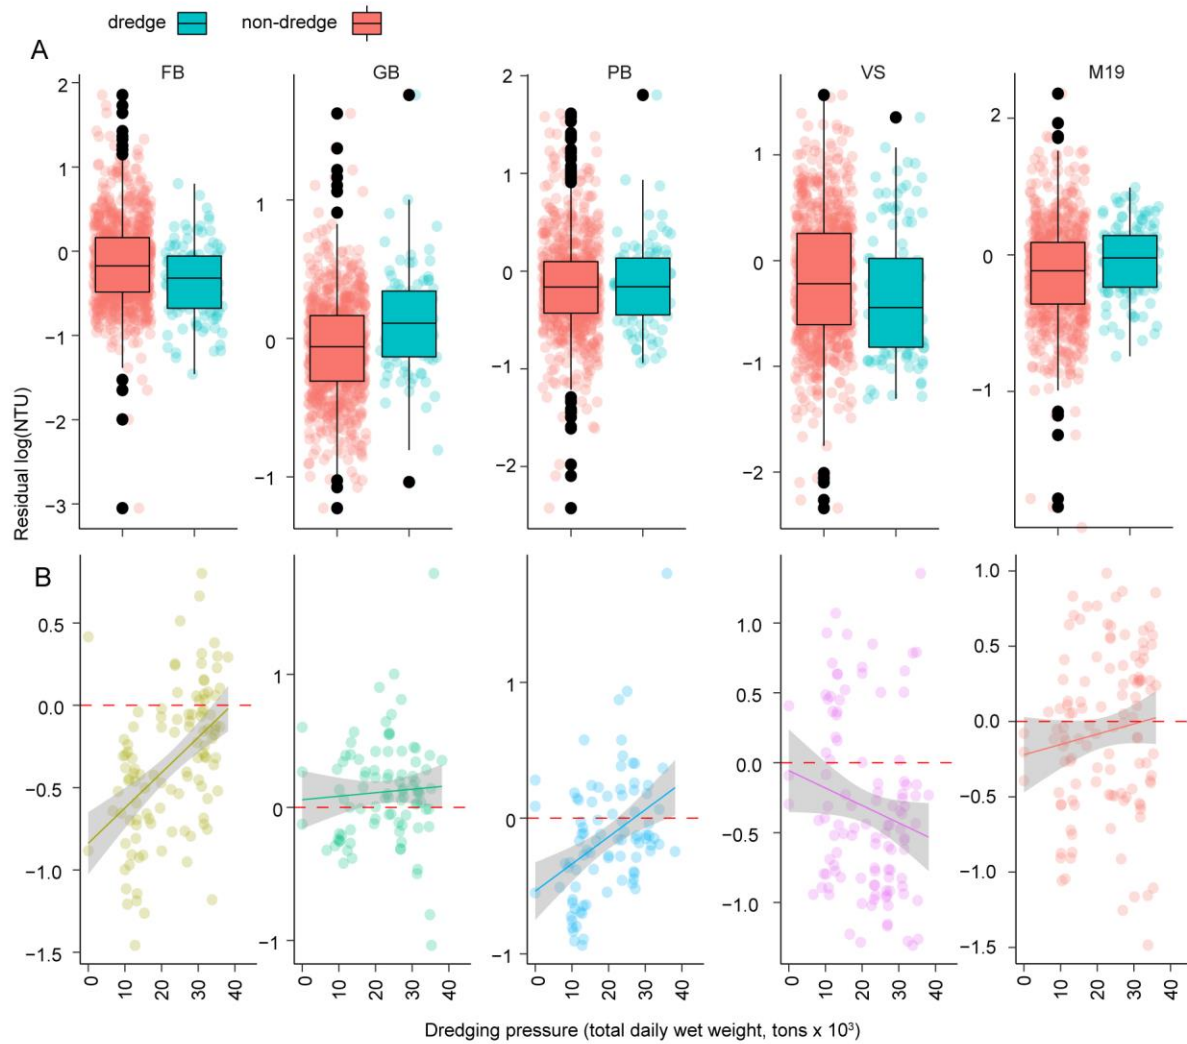 dredge non-dredge
A
FB GB PB VS M19
2 1 0 −1 −2 −3
1 0 −1
2 1 0 −1 −2
1 0 −1 −2
2 0 −1
Residual log(NTU)
B
0.5 0.0 −0.5 −1.0 −1.5
1 0 −1
1 0 −1
1.0 0.5 0.0 −0.5 −1.0
1.0 0.5 0.0 −0.5 −1.0 −1.5
0 10 20 30 40 0 10 20 30 40 0 10 20 30 40 0 10 20 30 40 0 10 20 30 40
Dredging pressure (total daily wet weight, tons x 10³)